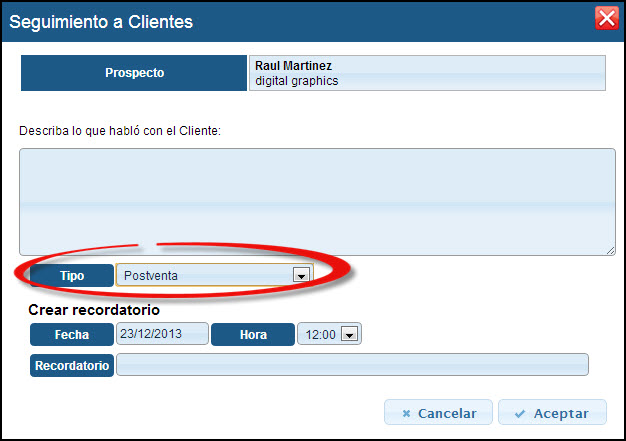 Seguimiento a Clientes
Prospecto
Raul Martinez
digital graphics
Describa lo que habló con el Cliente:
Tipo
Postventa
Crear recordatorio
Fecha
23/12/2013
Hora
12:00
Recordatorio
Cancelar
Aceptar